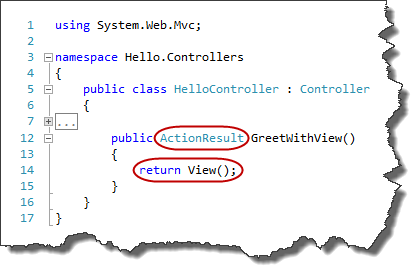 1 using System.Web.Mvc;
2
3 namespace Hello.Controllers
4 {
5 public class HelloController : Controller
6 {
7 ...
12 public ActionResult GreetWithView()
13 {
14 return View();
15 }
16 }
17 }